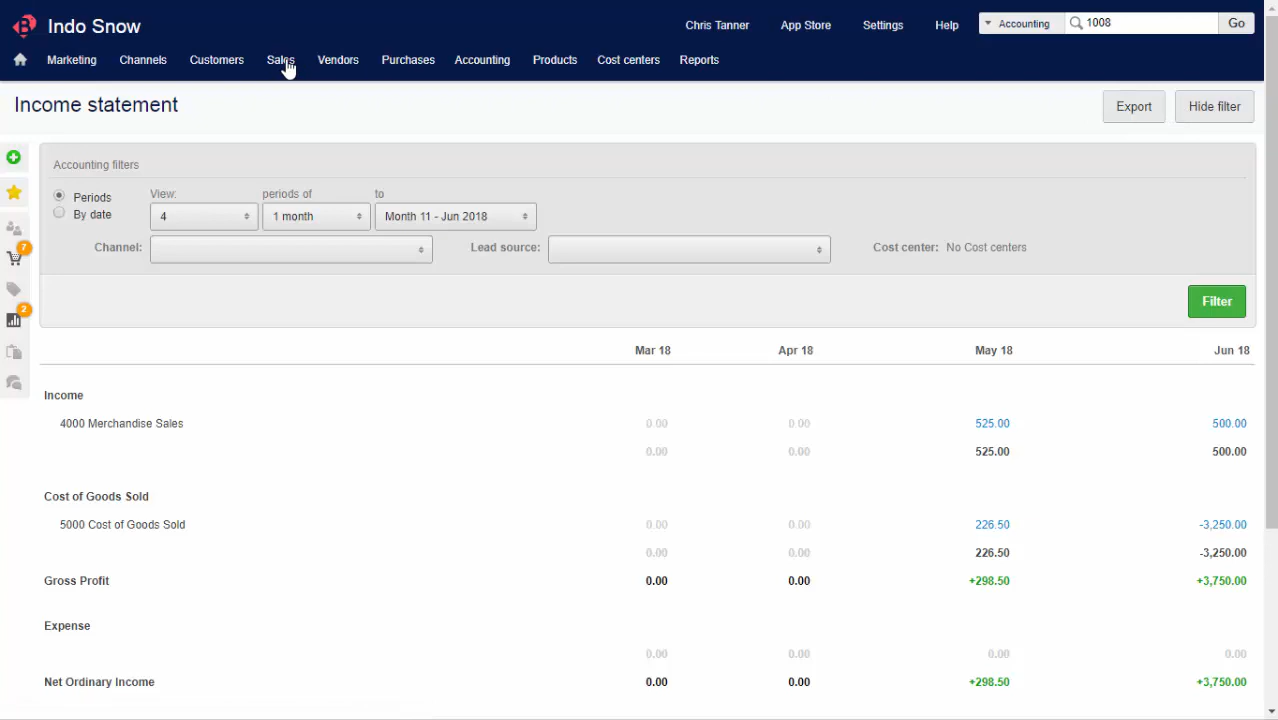 Indo Snow
Chris Tanner App Store Settings Help Accounting 1008 Go
Marketing Channels Customers Sales Vendors Purchases Accounting Products Cost centers Reports
Income statement
Export Hide filter
Accounting filters
Periods
By date
View: periods of to
4 1 month Month 11 - Jun 2018
Channel: Lead source: Cost center: No Cost centers
7
2
Filter
Mar 18 Apr 18 May 18 Jun 18
Income
4000 Merchandise Sales 0.00 0.00 525.00 500.00
0.00 0.00 525.00 500.00
Cost of Goods Sold
5000 Cost of Goods Sold 0.00 0.00 226.50 -3,250.00
0.00 0.00 226.50 -3,250.00
Gross Profit 0.00 0.00 +298.50 +3,750.00
Expense
0.00 0.00 0.00 0.00
Net Ordinary Income 0.00 0.00 +298.50 +3,750.00